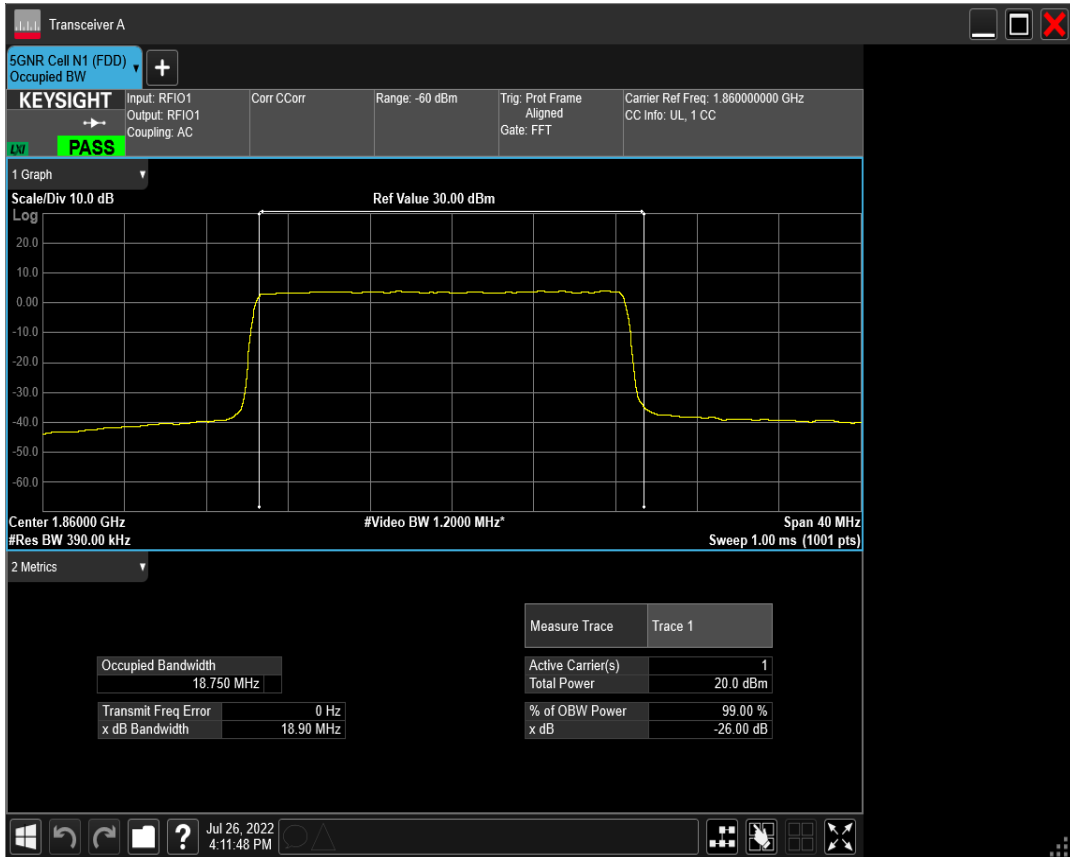 Transceiver A
5GNR Cell N1 (FDD)
Occupied BW
+
KEYSIGHT
LXI
PASS
Input: RFIO1
Output: RFIO1
Coupling: AC
Corr CCorr
Range: -60 dBm
Trig: Prot Frame
Aligned
Gate: FFT
Carrier Ref Freq: 1.860000000 GHz
CC Info: UL, 1 CC
1 Graph
Scale/Div 10.0 dB
Ref Value 30.00 dBm
Log
20.0
10.0
0.00
-10.0
-20.0
-30.0
-40.0
-50.0
-60.0
Center 1.86000 GHz
#Video BW 1.2000 MHz*
Span 40 MHz
#Res BW 390.00 kHz
Sweep 1.00 ms (1001 pts)
2 Metrics
Measure Trace Trace 1
Occupied Bandwidth
18.750 MHz
Active Carrier(s) 1
Total Power 20.0 dBm
Transmit Freq Error 0 Hz
x dB Bandwidth 18.90 MHz
% of OBW Power 99.00 %
x dB -26.00 dB
?
Jul 26, 2022
4:11:48 PM